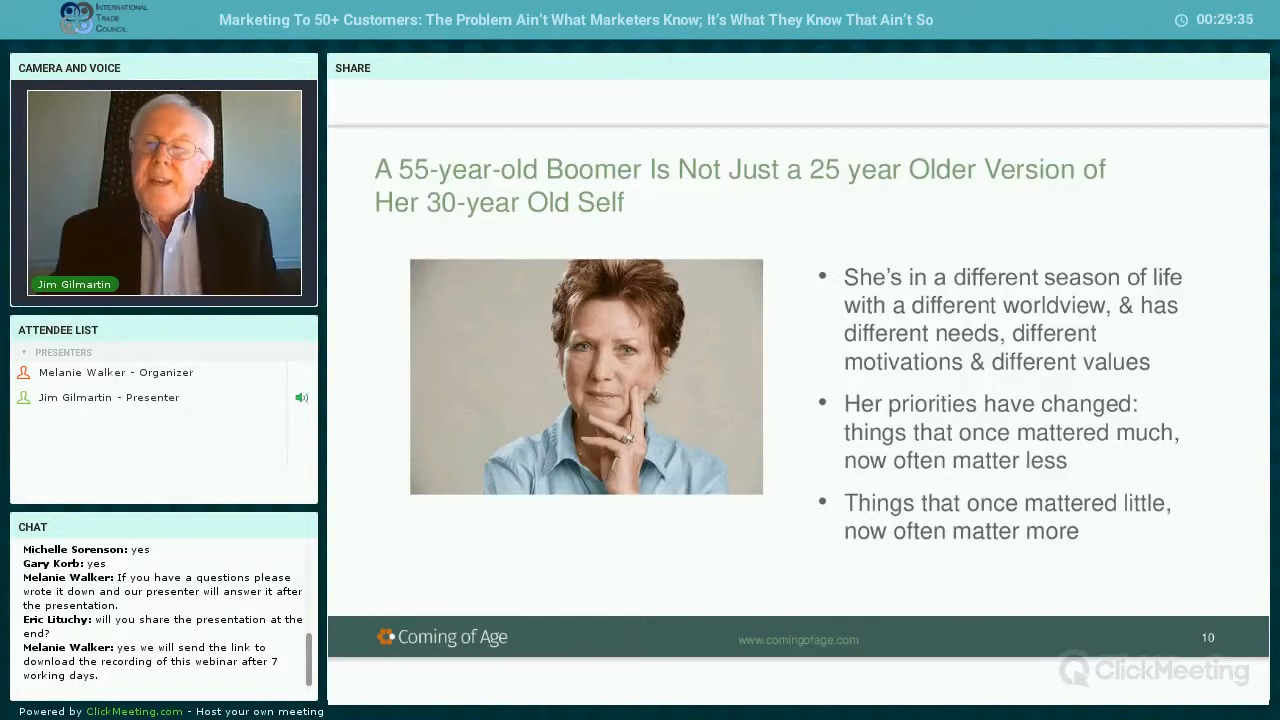 INTERNATIONAL
TRADE
COUNCIL
Marketing To 50+ Customers: The Problem Ain't What Marketers Know; It's What They Know That Ain't So
00:29:35
CAMERA AND VOICE
Jim Gilmartin
ATTENDEE LIST
PRESENTERS
Melanie Walker - Organizer
Jim Gilmartin - Presenter
CHAT
Michelle Sorenson: yes
Gary Korb: yes
Melanie Walker: If you have a questions please
wrote it down and our presenter will answer it after
the presentation.
Eric Lituchy: will you share the presentation at the
end?
Melanie Walker: yes we will send the link to
download the recording of this webinar after 7
working days.
SHARE
A 55-year-old Boomer Is Not Just a 25 year Older Version of
Her 30-year Old Self
• She's in a different season of life
with a different worldview, & has
different needs, different
motivations & different values
• Her priorities have changed:
things that once mattered much,
now often matter less
• Things that once mattered little,
now often matter more
Coming of Age
www.comingofage.com
10
ClickMeeting
Powered by ClickMeeting.com - Host your own meeting